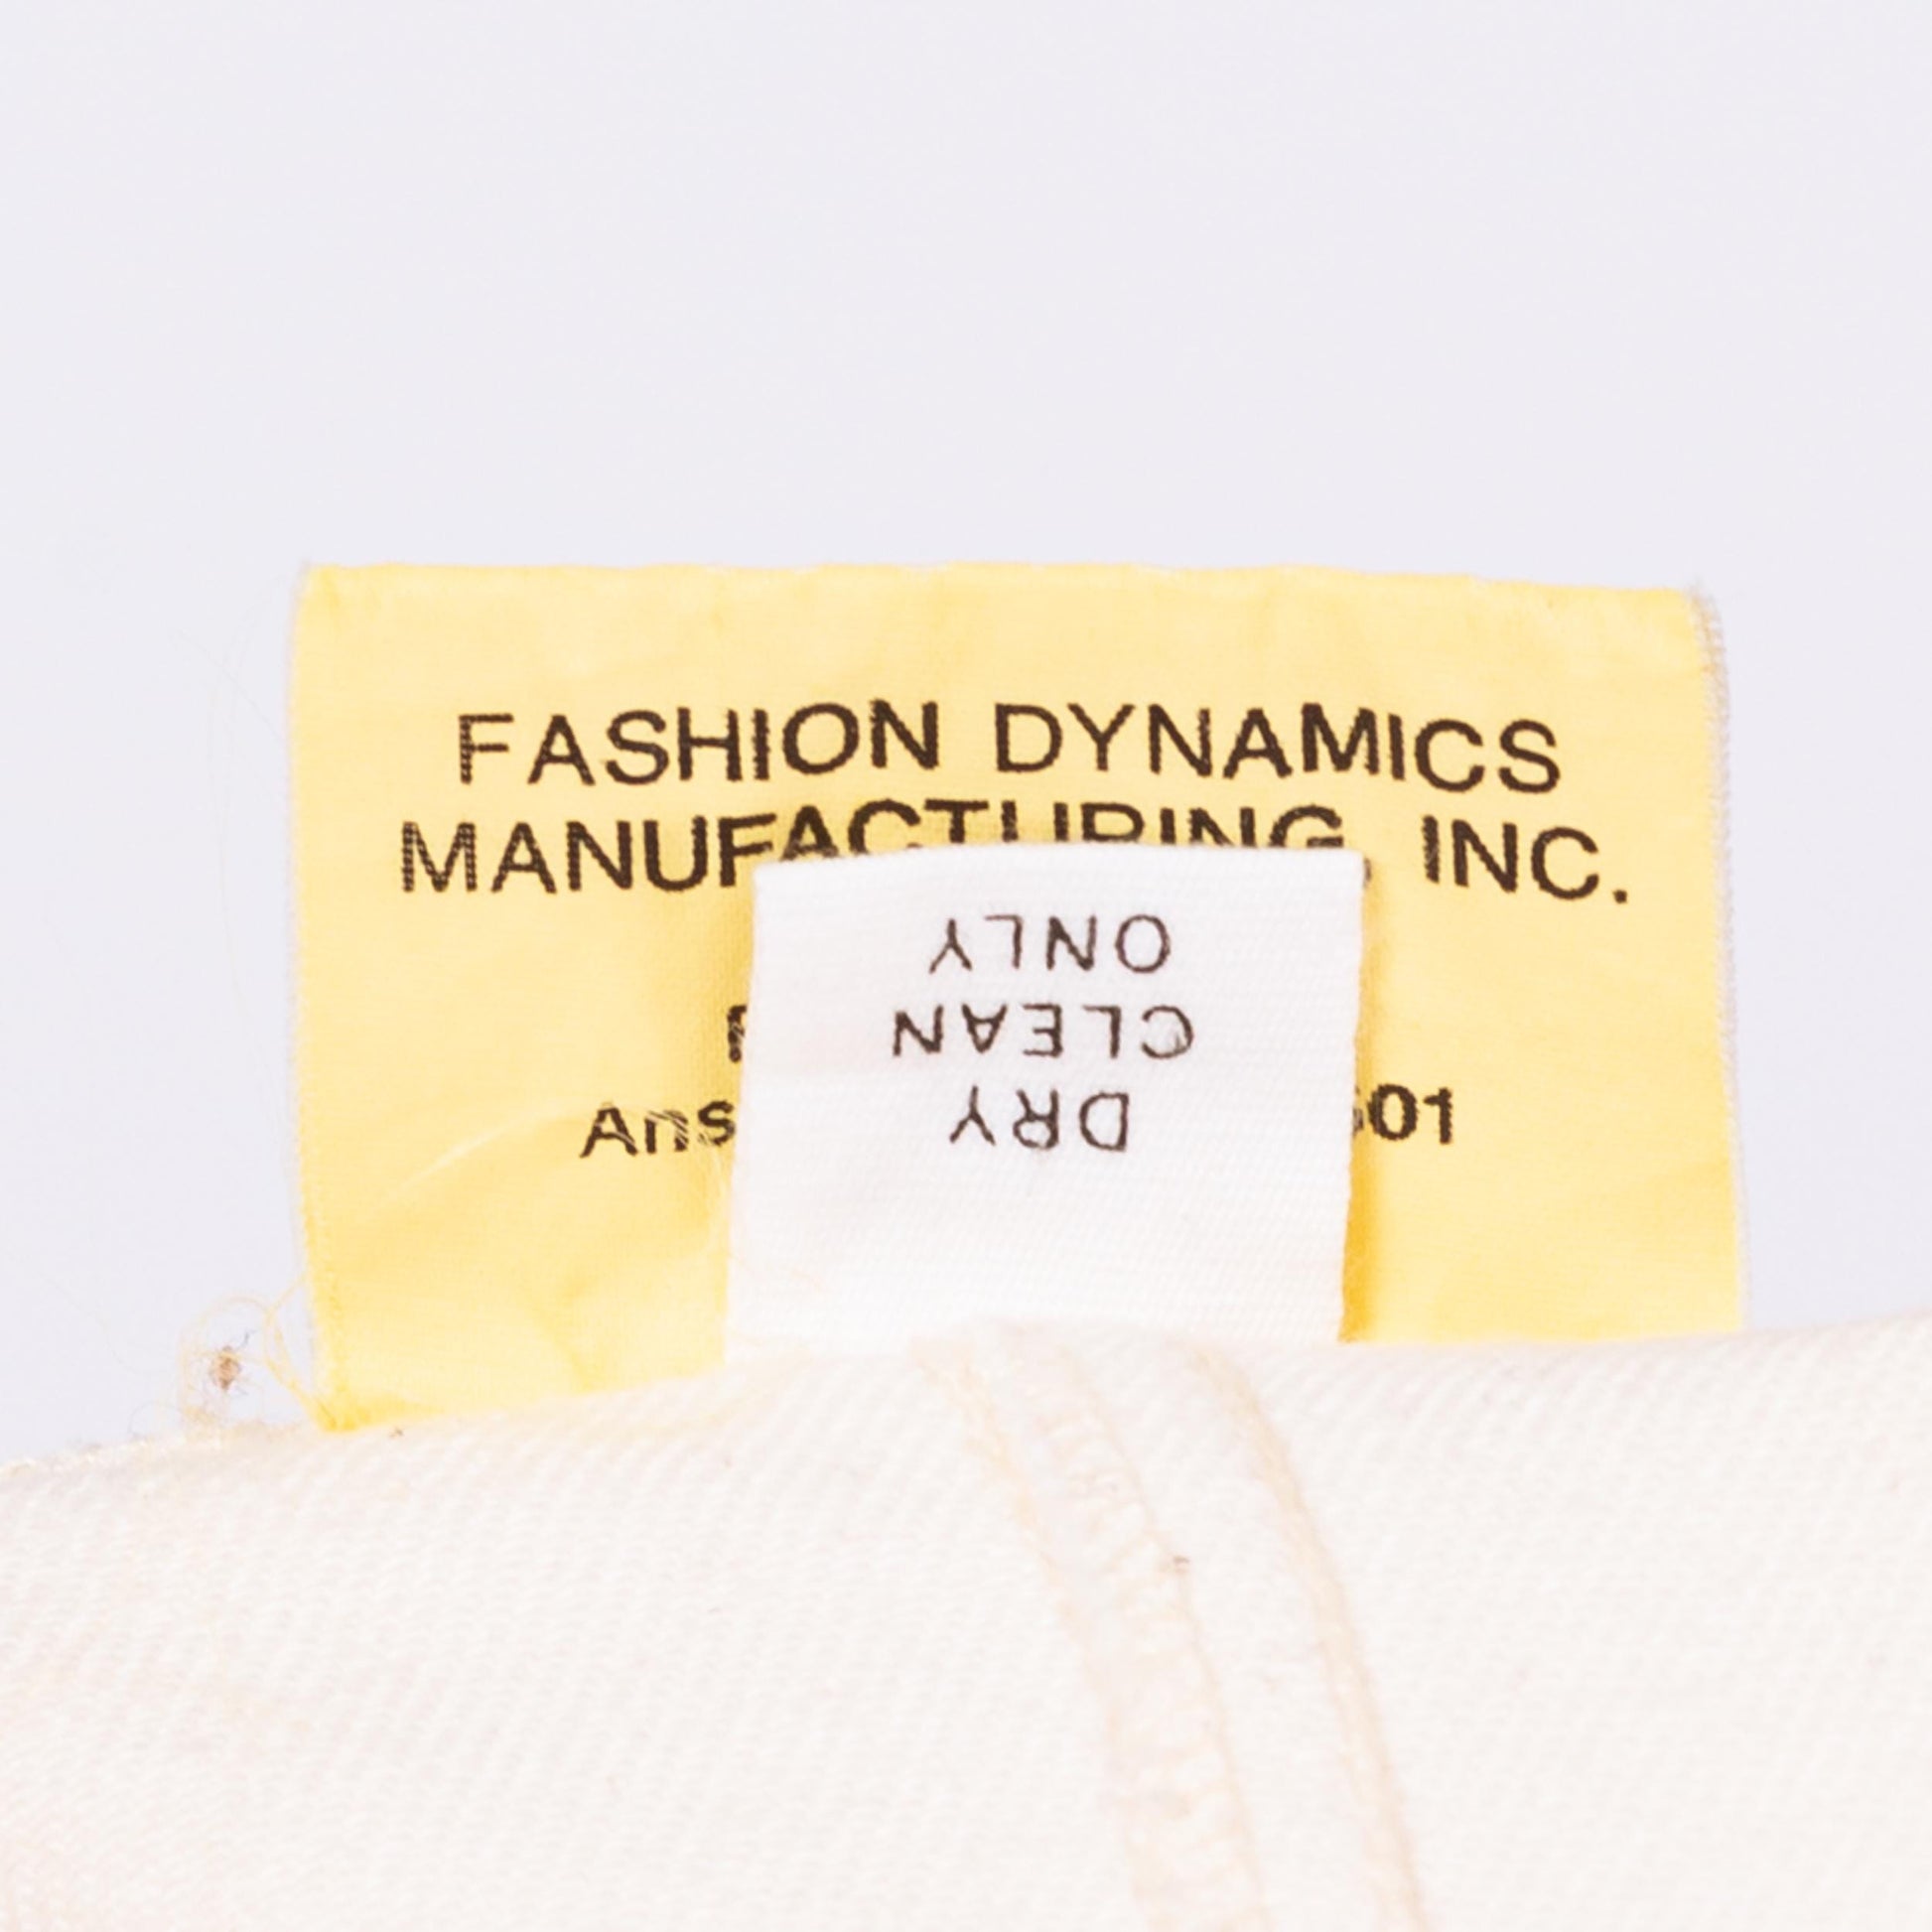 FASHION DYNAMICS
MANUFACTURING, INC.
DRY
CLEAN
ONLY